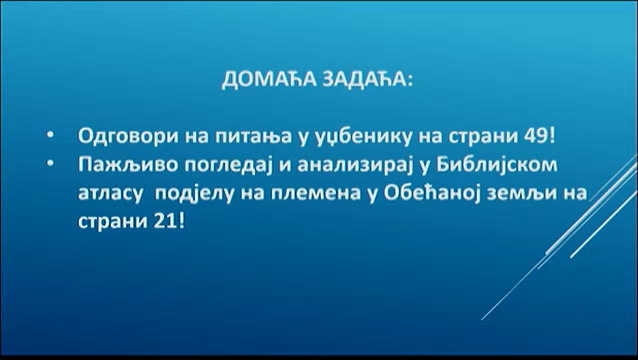 ДОМАЋА ЗАДАЋА:
• Одговори на питања у уџбенику на страни 49!
• Пажљиво погледај и анализирај у Библијском
атласу подјелу на племена у Обећаној земљи на
страни 21!